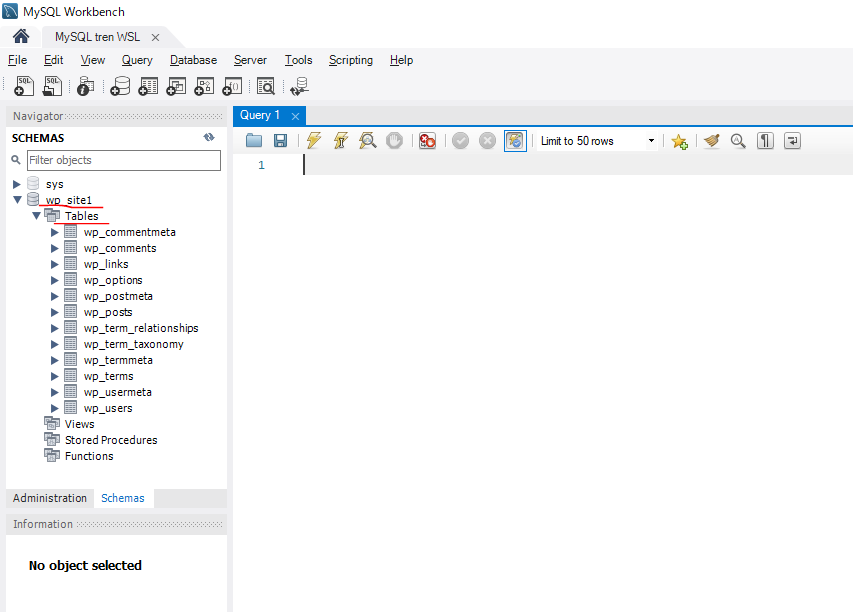 MySQL Workbench
MySQL tren WSL
File Edit View Query Database Server Tools Scripting Help
Navigator
Query 1
SCHEMAS
Limit to 50 rows
Filter objects
1
sys
wp_site1
Tables
wp_commentmeta
wp_comments
wp_links
wp_options
wp_postmeta
wp_posts
wp_term_relationships
wp_term_taxonomy
wp_termmeta
wp_terms
wp_usermeta
wp_users
Views
Stored Procedures
Functions
Administration Schemas
Information
No object selected